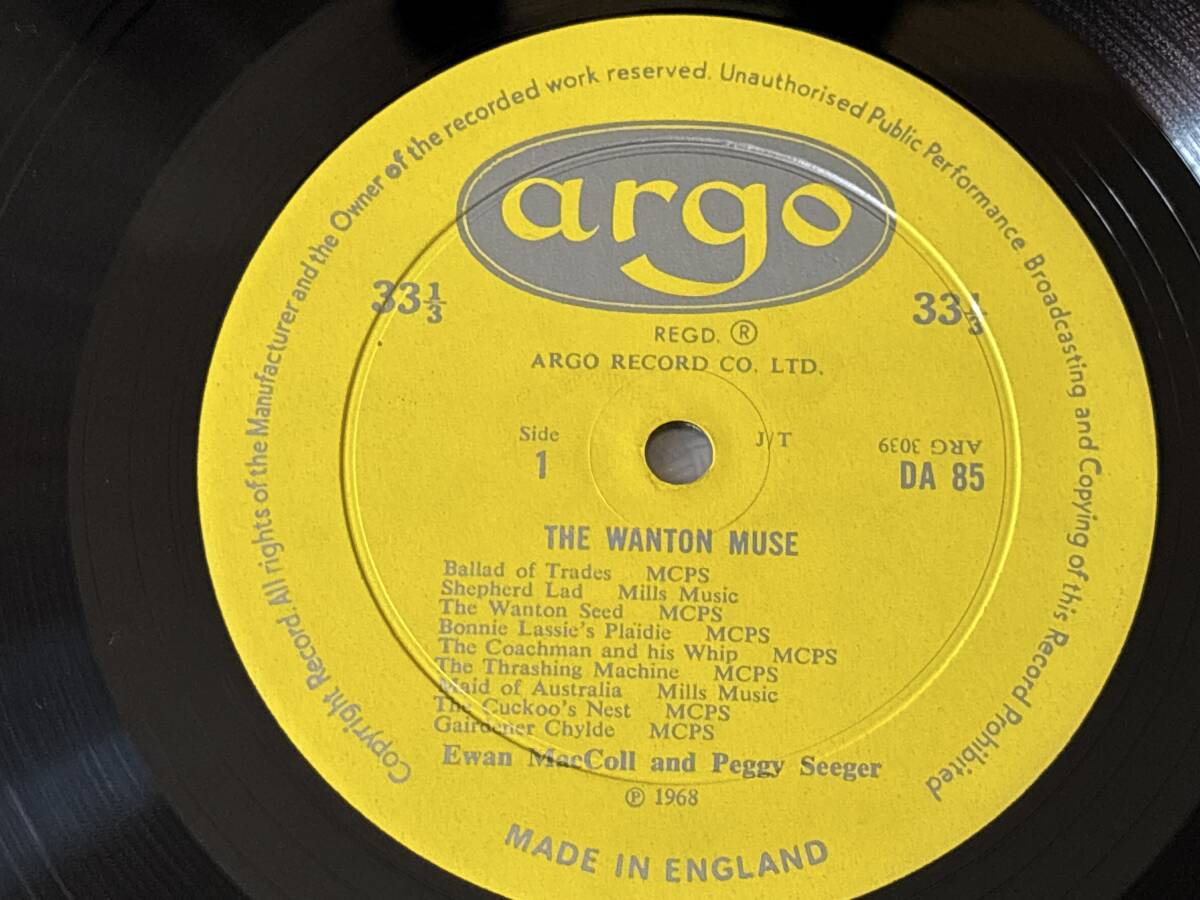 Copyright Record. All rights of the Manufacturer and the Owner of the recorded work reserved. Unauthorised Public Performance. Broadcasting and Copying of this Record Prohibited
argo
33 1/3
33 1/3
REGD. ®
ARGO RECORD CO. LTD.
Side
1
J/T
ARG 3039
DA 85
THE WANTON MUSE
Ballad of Trades MCPS
Shepherd Lad Mills Music
The Wanton Seed MCPS
Bonnie Lassie's Plaidie MCPS
The Coachman and his Whip MCPS
The Thrashing Machine MCPS
Maid of Australia Mills Music
The Cuckoo's Nest MCPS
Gairdener Chylde MCPS
Ewan MacColl and Peggy Seeger
℗ 1968
MADE IN ENGLAND